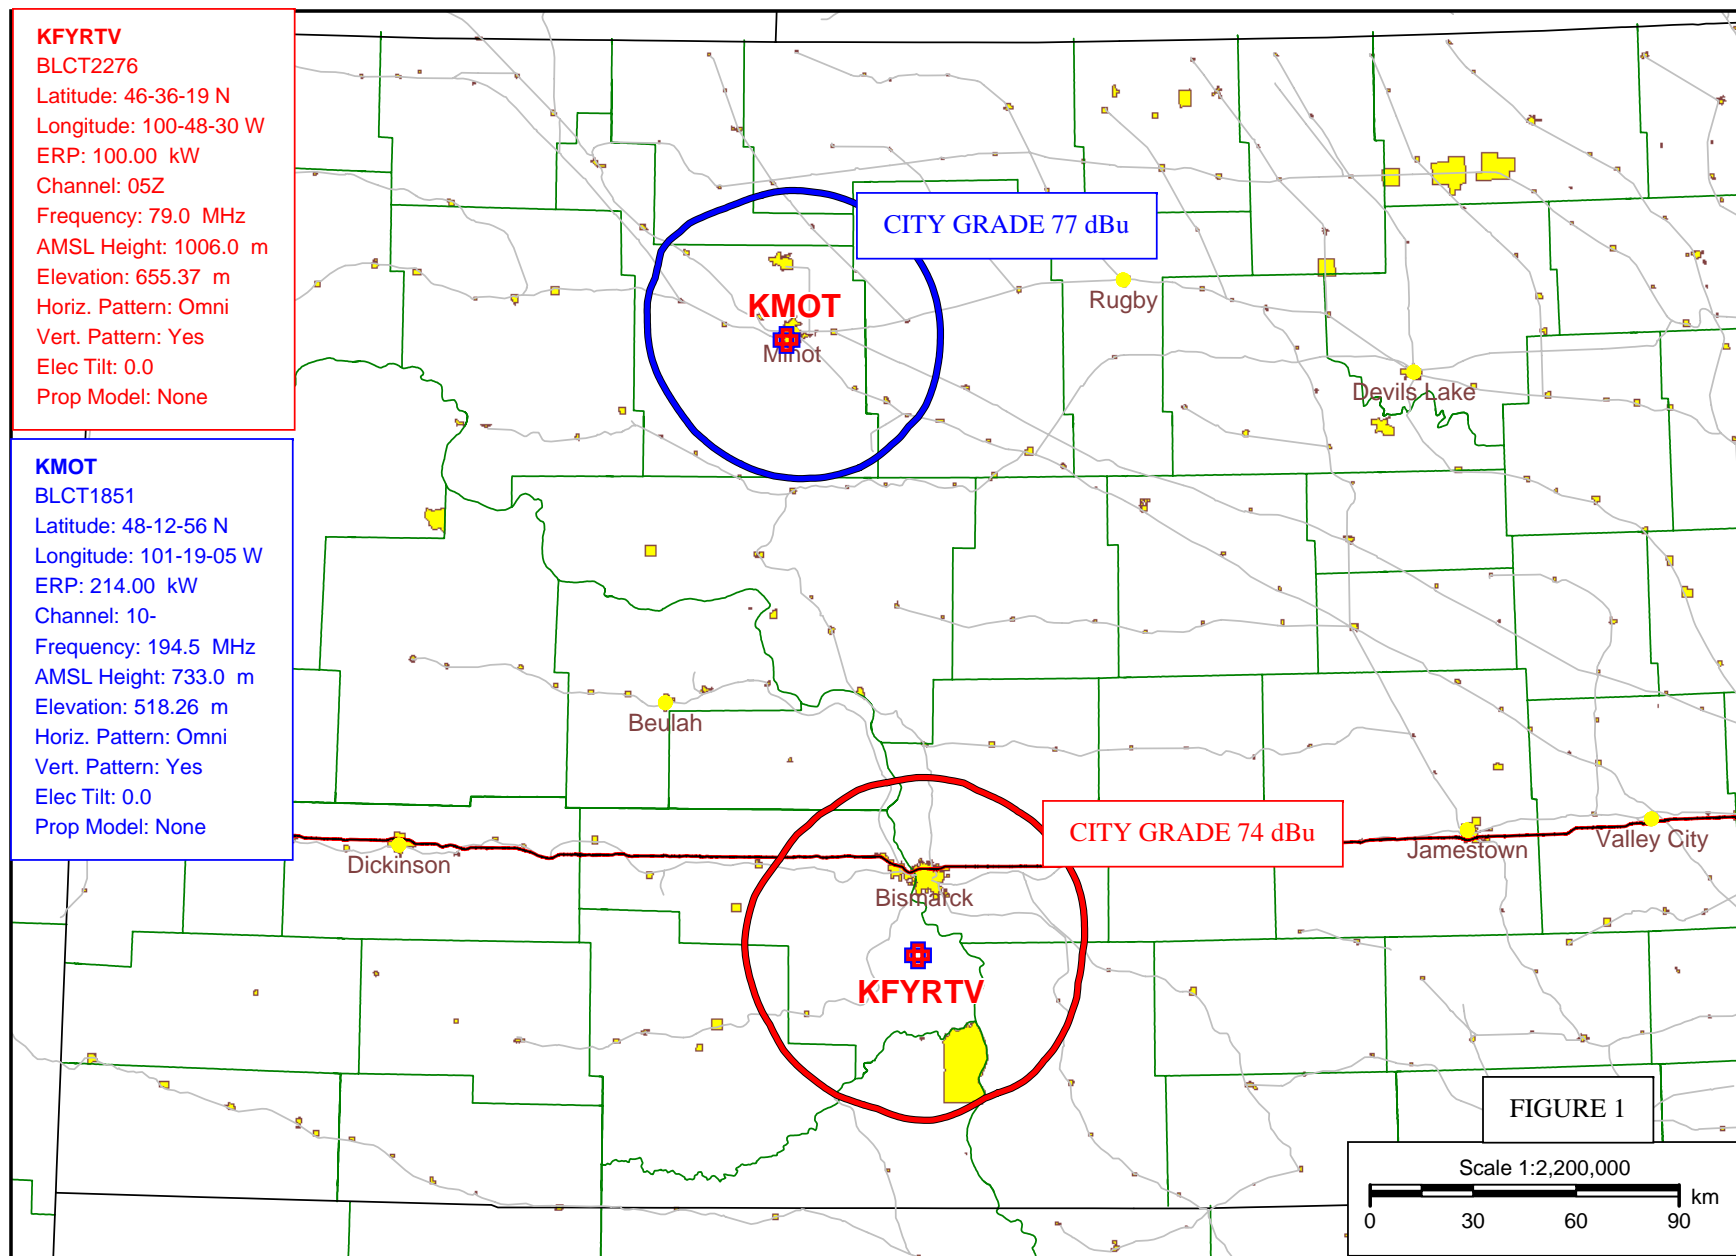 KFYRTV
BLCT2276
Latitude: 46-36-19 N
Longitude: 100-48-30 W
ERP: 100.00 kW
Channel: 05Z
Frequency: 79.0 MHz
AMSL Height: 1006.0 m
Elevation: 655.37 m
Horiz. Pattern: Omni
Vert. Pattern: Yes
Elec Tilt: 0.0
Prop Model: None
KMOT
BLCT1851
Latitude: 48-12-56 N
Longitude: 101-19-05 W
ERP: 214.00 kW
Channel: 10-
Frequency: 194.5 MHz
AMSL Height: 733.0 m
Elevation: 518.26 m
Horiz. Pattern: Omni
Vert. Pattern: Yes
Elec Tilt: 0.0
Prop Model: None
CITY GRADE 77 dBu
KMOT
Minot
Rugby
Devils Lake
Beulah
CITY GRADE 74 dBu
Dickinson
Bismarck
Jamestown
Valley City
KFYRTV
FIGURE 1
Scale 1:2,200,000
km
0 30 60 90